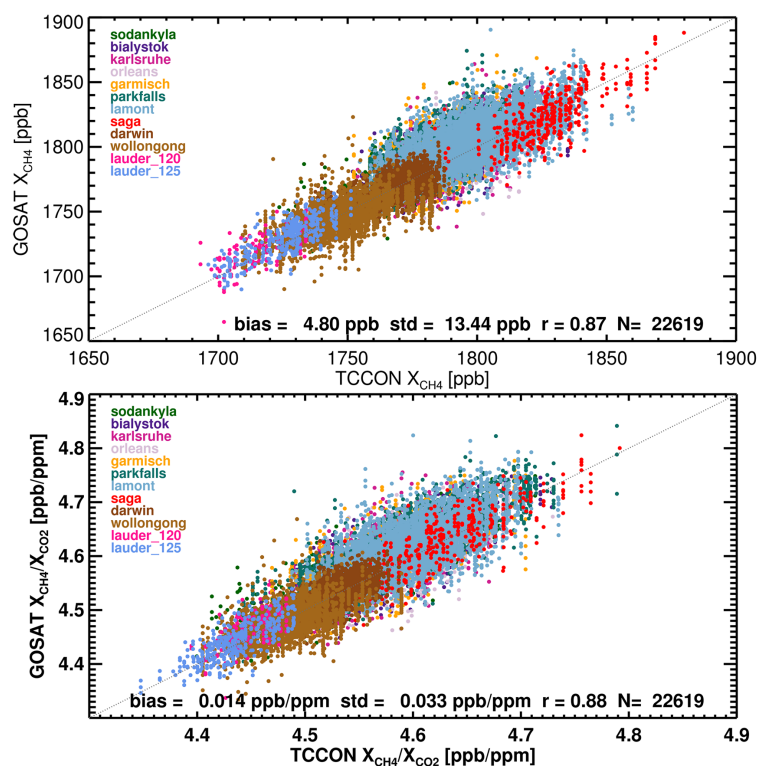 1900
1850
1800
1750
1700
1650
GOSAT XCH4 [ppb]
sodankyla
bialystok
karlsruhe
orleans
garmisch
parkfalls
lamont
saga
darwin
wollongong
lauder_120
lauder_125
bias = 4.80 ppb std = 13.44 ppb r = 0.87 N= 22619
1650 1700 1750 1800 1850 1900
TCCON XCH4 [ppb]
4.9
4.8
4.7
4.6
4.5
4.4
GOSAT XCH4/XCO2 [ppb/ppm]
sodankyla
bialystok
karlsruhe
orleans
garmisch
parkfalls
lamont
saga
darwin
wollongong
lauder_120
lauder_125
bias = 0.014 ppb/ppm std = 0.033 ppb/ppm r = 0.88 N= 22619
4.4 4.5 4.6 4.7 4.8 4.9
TCCON XCH4/XCO2 [ppb/ppm]